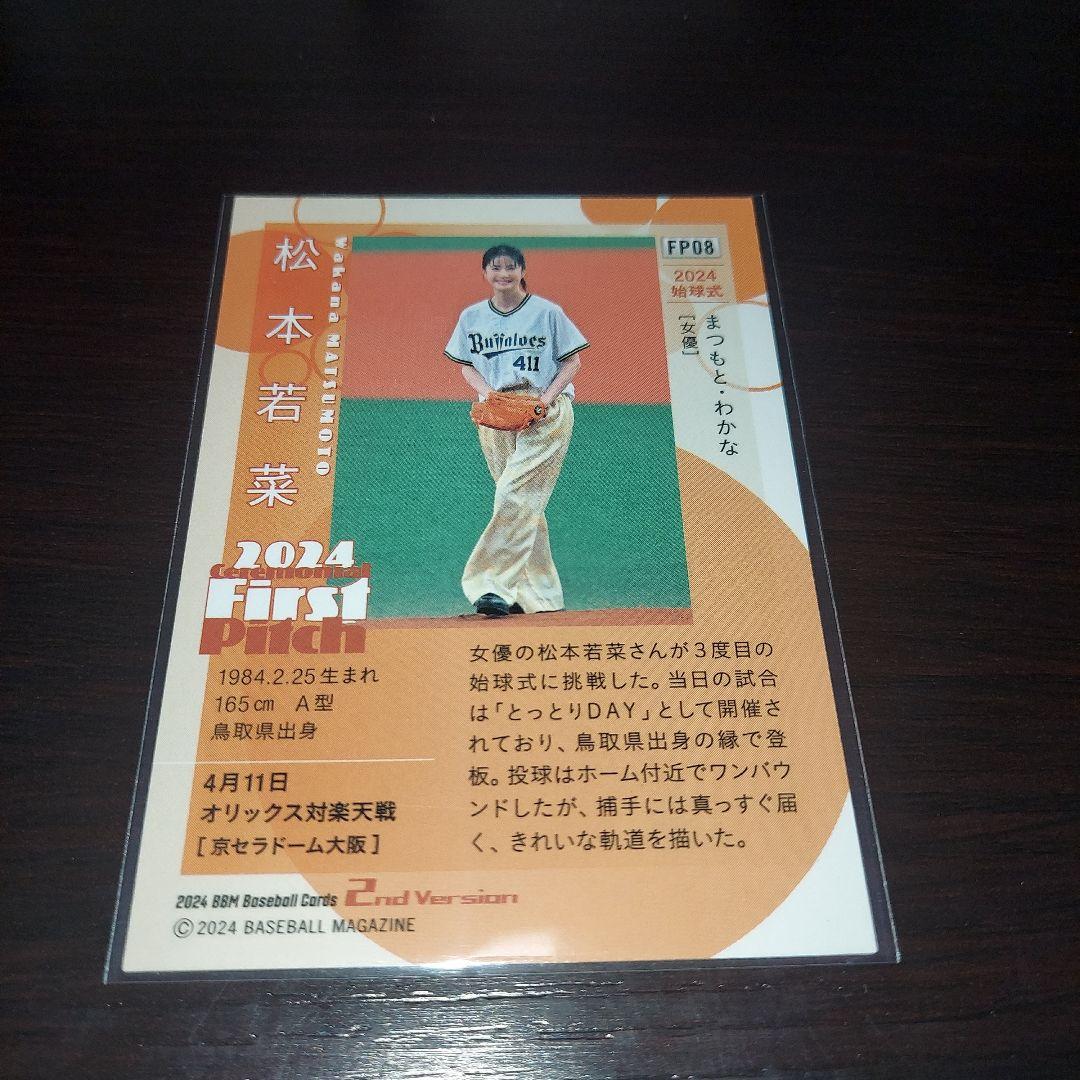 松本若菜
Wakana MATSUMOTO
Buffaloes
411
FP08
2024
始球式
まつもと・わかな
[女優]
2024
Ceremonial
First
Pitch
1984.2.25生まれ
165cm A型
鳥取県出身
4月11日
オリックス対楽天戦
[京セラドーム大阪]
女優の松本若菜さんが3度目の
始球式に挑戦した。当日の試合
は「とっとりDAY」として開催さ
れており、鳥取県出身の縁で登
板。投球はホーム付近でワンバウ
ンドしたが、捕手には真っすぐ届
く、きれいな軌道を描いた。
2024 BBM Baseball Cards 2nd Version
©2024 BASEBALL MAGAZINE